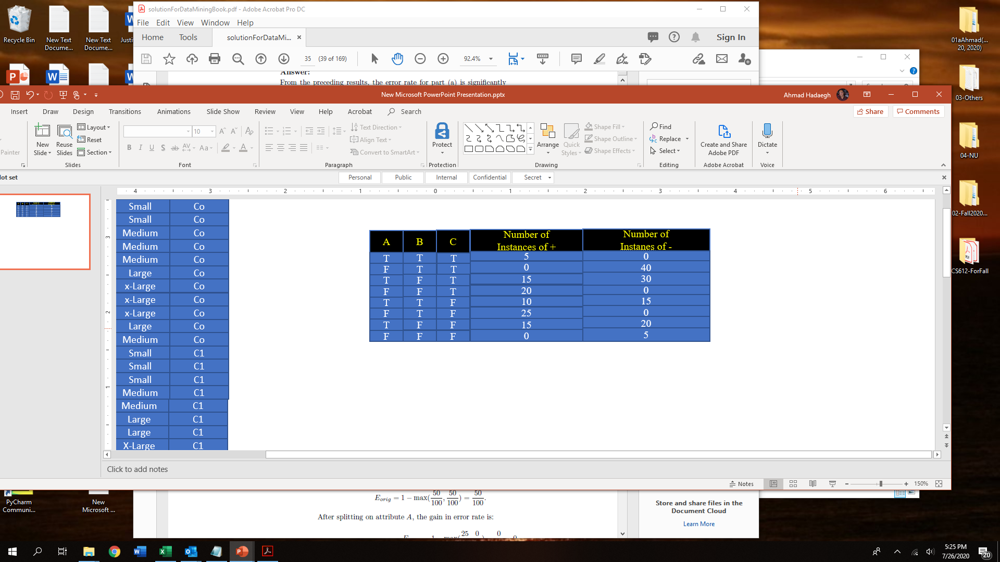 Recycle Bin
New Text
Docume...
New Text
Docume...
Justi
solutionForDataMiningBook.pdf - Adobe Acrobat Pro DC
File Edit View Window Help
Home Tools solutionForDataMi... ×
Sign In
35 (39 of 169)
92.4%
Answer:
From the preceding results, the error rate for part (a) is significantly
New Microsoft PowerPoint Presentation.pptx
Ahmad Hadaegh
Insert Draw Design Transitions Animations Slide Show Review View Help Acrobat Search
Share Comments
Painter
New
Slide
Reuse
Slides
Layout
Reset
Section
Slides
10
B I U S ab AV Aa A
Font
Text Direction
Align Text
Convert to SmartArt
Paragraph
Protect
Protection
Arrange
Quick
Styles
Shape Fill
Shape Outline
Shape Effects
Drawing
Find
Replace
Select
Editing
Create and Share
Adobe PDF
Adobe Acrobat
Dictate
Voice
lot set
Personal Public Internal Confidential Secret
4 3 2 1 0 1 2 3 4 5 6
3
2
1
Small Co
Small Co
Medium Co
Medium Co
Medium Co
Large Co
x-Large Co
x-Large Co
x-Large Co
Large Co
Medium Co
Small C1
Small C1
Small C1
Medium C1
Medium C1
Large C1
Large C1
X-Large C1
A B C Number of Instances of + Number of Instanes of -
T T T 5 0
F T T 0 40
T F T 15 30
F F T 20 0
T T F 10 15
F T F 25 0
T F F 15 20
F F F 0 5
Click to add notes
Notes
150%
PyCharm
Communi...
New
Microsoft ...
E_orig = 1 − max(50/100, 50/100) = 50/100.
After splitting on attribute A, the gain in error rate is:
Store and share files in the
Document Cloud
Learn More
01aAhmad(...
20, 2020)
03-Others
04-NU
02-Fall2020...
CS612-ForFall
5:25 PM
7/26/2020
20